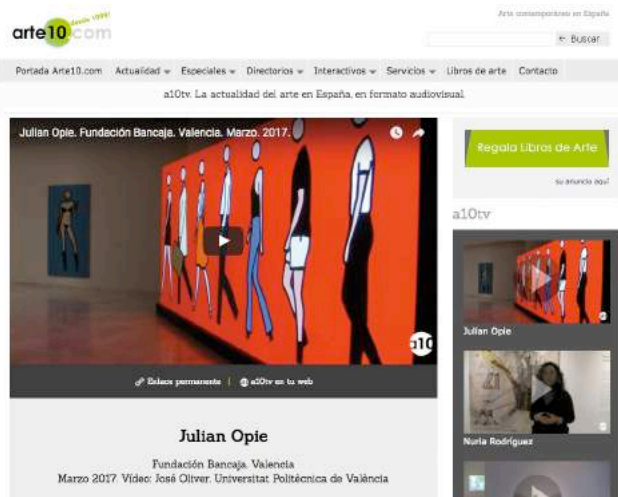 arte10.com
desde 1999!
Arte contemporáneo en España
← Buscar
Portada Arte10.com Actualidad Especiales Directorios Interactivos Servicios Libros de arte Contacto
a10tv. La actualidad del arte en España, en formato audiovisual
Julian Opie. Fundación Bancaja. Valencia. Marzo. 2017.
a10
Enlace permanente | a10tv en tu web
Julian Opie
Fundación Bancaja. Valencia
Marzo 2017. Vídeo: José Oliver. Universitat Politècnica de València
Regala Libros de Arte
su anuncio aquí
a10tv
Julian Opie
Nuria Rodríguez